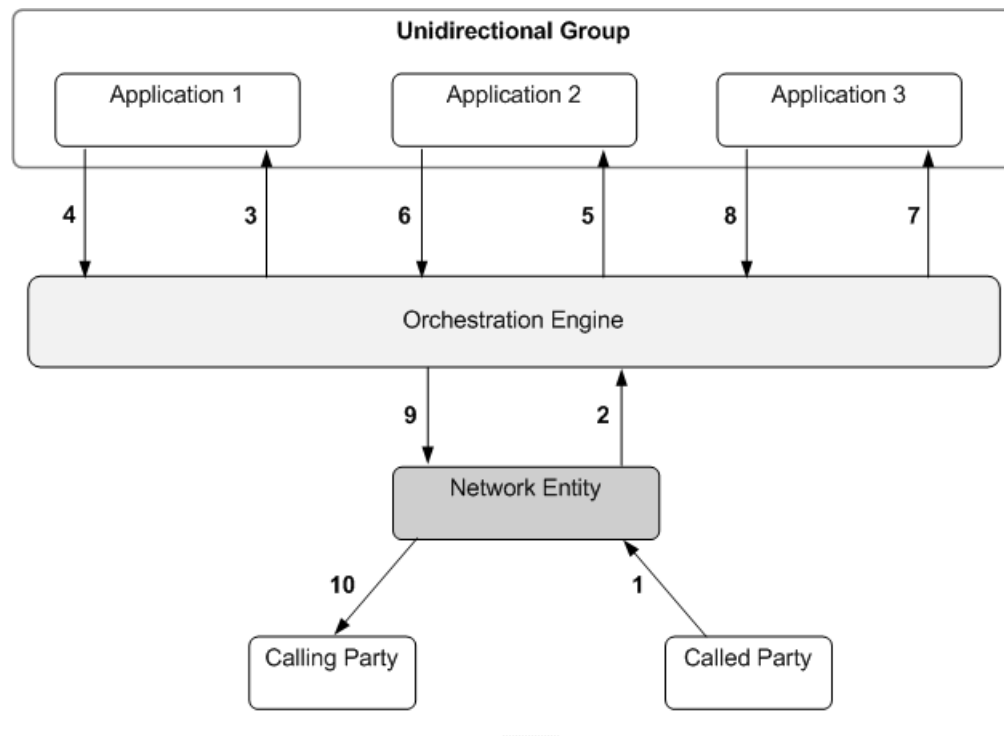 Unidirectional Group
Application 1
Application 2
Application 3
4
3
6
5
8
7
Orchestration Engine
9
2
Network Entity
10
1
Calling Party
Called Party